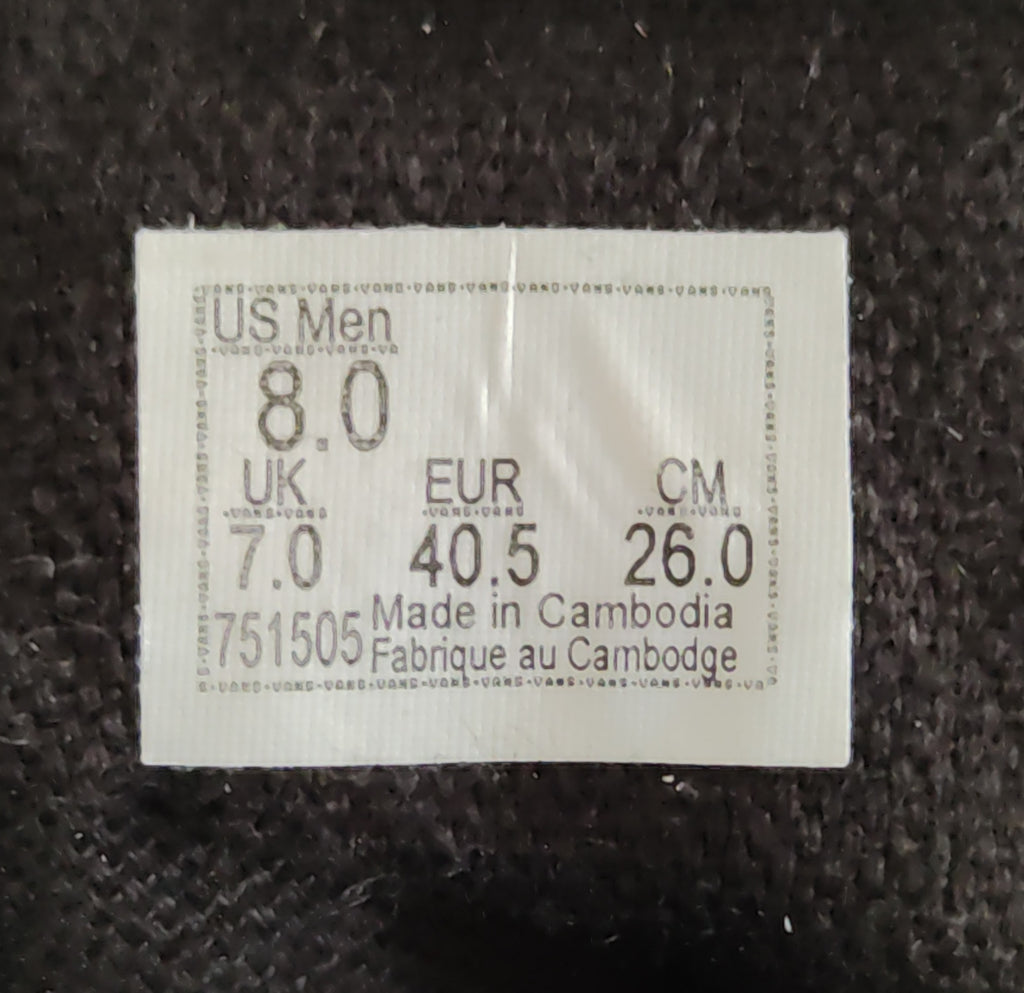 US Men
8.0
UK EUR CM
7.0 40.5 26.0
751505 Made in Cambodia
Fabrique au Cambodge